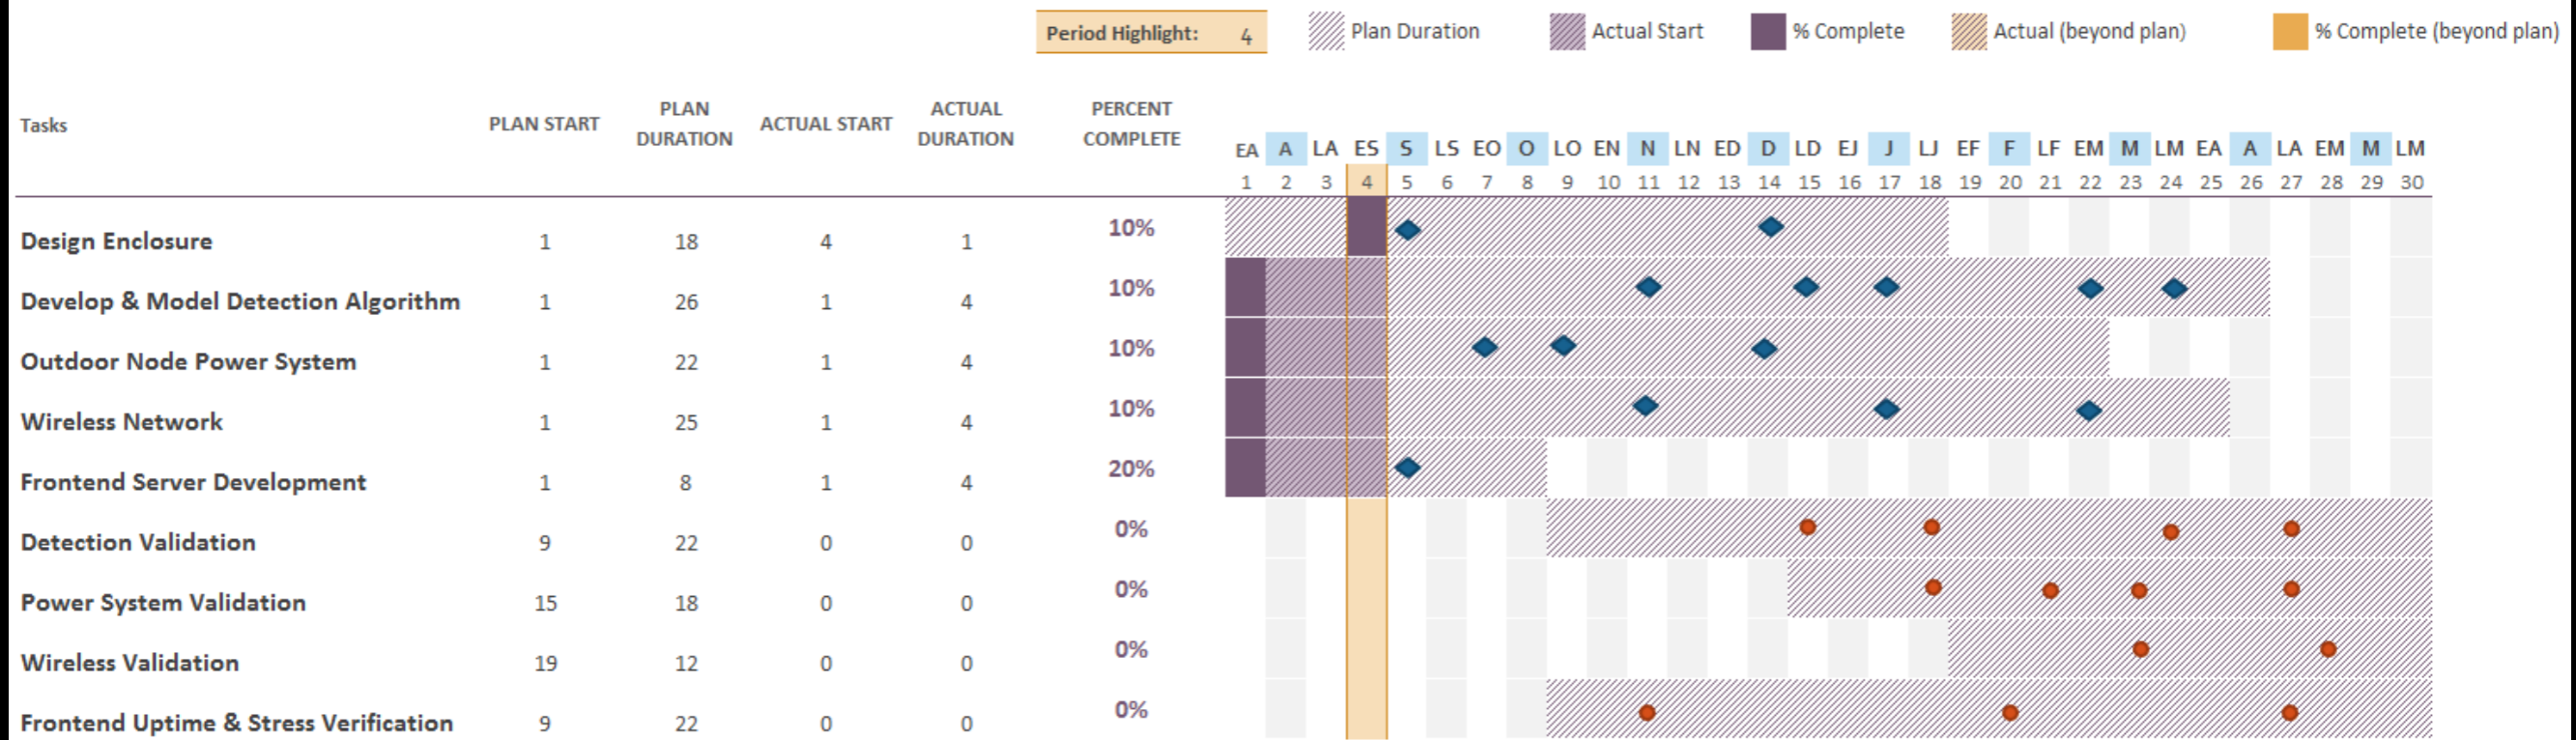 Period Highlight: 4 Plan Duration Actual Start % Complete Actual (beyond plan) % Complete (beyond plan)
Tasks PLAN START PLAN DURATION ACTUAL START ACTUAL DURATION PERCENT COMPLETE
EA A LA ES S LS EO O LO EN N LN ED D LD EJ J LJ EF F LF EM M LM EA A LA EM M LM
1 2 3 4 5 6 7 8 9 10 11 12 13 14 15 16 17 18 19 20 21 22 23 24 25 26 27 28 29 30
Design Enclosure 1 18 4 1 10%
Develop & Model Detection Algorithm 1 26 1 4 10%
Outdoor Node Power System 1 22 1 4 10%
Wireless Network 1 25 1 4 10%
Frontend Server Development 1 8 1 4 20%
Detection Validation 9 22 0 0 0%
Power System Validation 15 18 0 0 0%
Wireless Validation 19 12 0 0 0%
Frontend Uptime & Stress Verification 9 22 0 0 0%